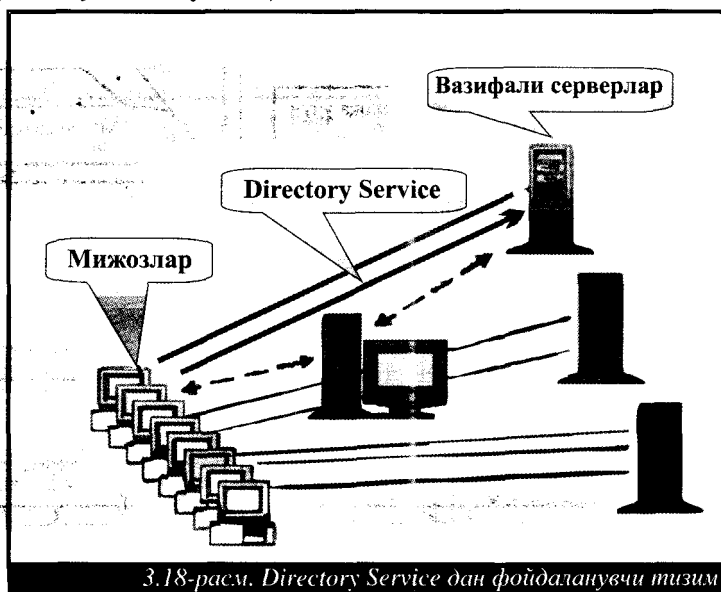 Вазифали серверлар
Directory Service
Мижозлар
3.18-расм. Directory Service дан фойдаланувчи тизим